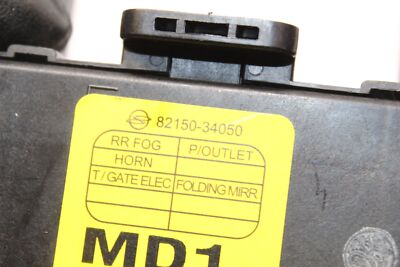 82150-34050
RR FOG P/OUTLET
HORN
T/GATE ELEC FOLDING MIRR
MD1